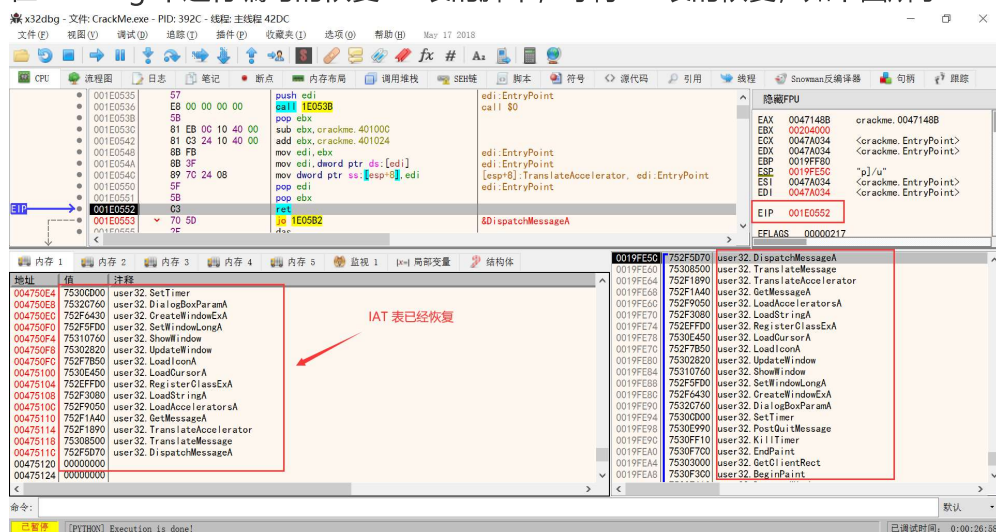 x32dbg - 文件: CrackMe.exe - PID: 392C - 线程: 主线程 42DC
文件(F) 视图(V) 调试(D) 追踪(T) 插件(P) 收藏夹(I) 选项(O) 帮助(H) May 17 2018
CPU 流程图 日志 笔记 断点 内存布局 调用堆栈 SEH链 脚本 符号 源代码 引用 线程 Snowman反编译器 句柄 跟踪
001E0535 57 push edi edi:EntryPoint
001E0536 E8 00 00 00 00 call 1E053B call $0
001E053B 5B pop ebx
001E053C 81 EB 0C 10 40 00 sub ebx,crackme.40100C
001E0542 81 C3 24 10 40 00 add ebx,crackme.401024
001E0548 8B FB mov edi,ebx edi:EntryPoint
001E054A 8B 3F mov edi,dword ptr ds:[edi] edi:EntryPoint
001E054C 89 7C 24 08 mov dword ptr ss:[esp+8],edi [esp+8]:TranslateAccelerator, edi:EntryPoint
001E0550 5F pop edi edi:EntryPoint
001E0551 5B pop ebx
EIP 001E0552 C3 ret
001E0553 70 5D jo 1E05B2 &DispatchMessageA
001E0555 2F das
隐藏FPU
EAX 0047148B crackme.0047148B
EBX 00204000
ECX 0047A034 <crackme.EntryPoint>
EDX 0047A034 <crackme.EntryPoint>
EBP 0019FF80
ESP 0019FE5C "p]/u"
ESI 0047A034 <crackme.EntryPoint>
EDI 0047A034 <crackme.EntryPoint>
EIP 001E0552
EFLAGS 00000217
内存 1 内存 2 内存 3 内存 4 内存 5 监视 1 |x=| 局部变量 结构体
地址 值 注释
004750E4 7530CD00 user32.SetTimer
004750E8 7532C760 user32.DialogBoxParamA
004750EC 752F6430 user32.CreateWindowExA
004750F0 752F5FD0 user32.SetWindowLongA
004750F4 75310760 user32.ShowWindow
004750F8 75302820 user32.UpdateWindow
004750FC 752F7B50 user32.LoadIconA
00475100 7530E450 user32.LoadCursorA
00475104 752EFFD0 user32.RegisterClassExA
00475108 752F3080 user32.LoadStringA
0047510C 752F9050 user32.LoadAcceleratorsA
00475110 752F1A40 user32.GetMessageA
00475114 752F1890 user32.TranslateAccelerator
00475118 75308500 user32.TranslateMessage
0047511C 752F5D70 user32.DispatchMessageA
00475120 00000000
00475124 00000000
IAT 表已经恢复
0019FE5C 752F5D70 user32.DispatchMessageA
0019FE60 75308500 user32.TranslateMessage
0019FE64 752F1890 user32.TranslateAccelerator
0019FE68 752F1A40 user32.GetMessageA
0019FE6C 752F9050 user32.LoadAcceleratorsA
0019FE70 752F3080 user32.LoadStringA
0019FE74 752EFFD0 user32.RegisterClassExA
0019FE78 7530E450 user32.LoadCursorA
0019FE7C 752F7B50 user32.LoadIconA
0019FE80 75302820 user32.UpdateWindow
0019FE84 75310760 user32.ShowWindow
0019FE88 752F5FD0 user32.SetWindowLongA
0019FE8C 752F6430 user32.CreateWindowExA
0019FE90 7532C760 user32.DialogBoxParamA
0019FE94 7530CD00 user32.SetTimer
0019FE98 7530E990 user32.PostQuitMessage
0019FE9C 7530FF10 user32.KillTimer
0019FEA0 7530F7C0 user32.EndPaint
0019FEA4 75303000 user32.GetClientRect
0019FEA8 7530F3C0 user32.BeginPaint
命令: 默认
已暂停 [PYTHON] Execution is done! 已调试时间: 0:00:26:58